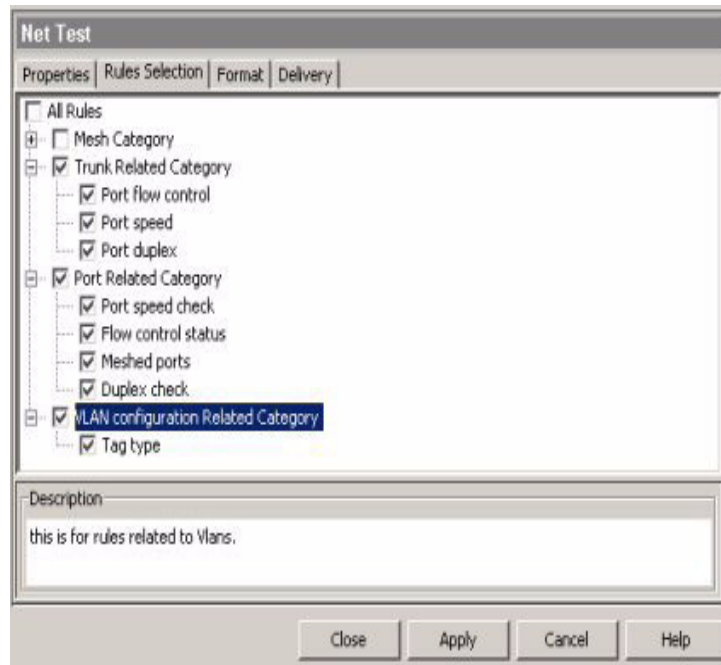 Net Test
Properties Rules Selection Format Delivery
All Rules
Mesh Category
Trunk Related Category
Port flow control
Port speed
Port duplex
Port Related Category
Port speed check
Flow control status
Meshed ports
Duplex check
VLAN configuration Related Category
Tag type
Description
this is for rules related to Vlans.
Close Apply Cancel Help